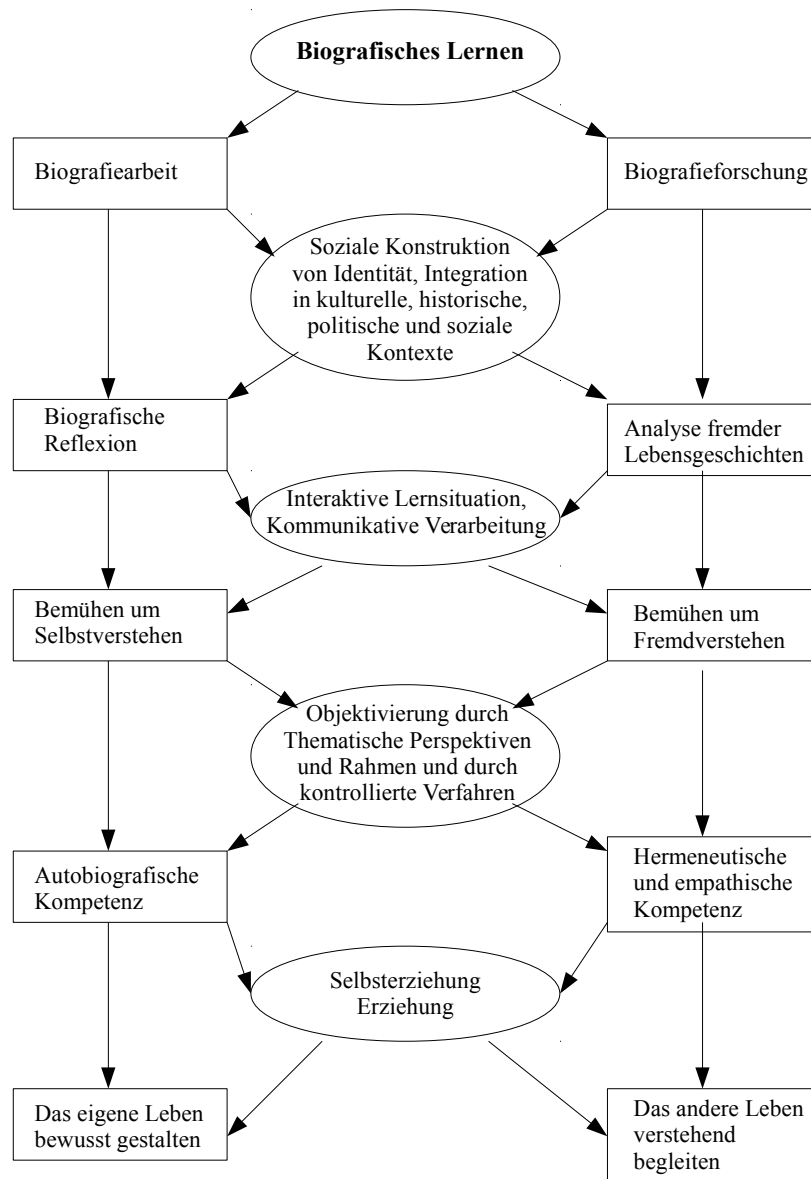 Biografisches Lernen
Biografiearbeit
Biografieforschung
Soziale Konstruktion
von Identität, Integration
in kulturelle, historische,
politische und soziale
Kontexte
Biografische
Reflexion
Analyse fremder
Lebensgeschichten
Interaktive Lernsituation,
Kommunikative Verarbeitung
Bemühen um
Selbstverstehen
Bemühen um
Fremdverstehen
Objektivierung durch
Thematische Perspektiven
und Rahmen und durch
kontrollierte Verfahren
Autobiografische
Kompetenz
Hermeneutische
und empathische
Kompetenz
Selbsterziehung
Erziehung
Das eigene Leben
bewusst gestalten
Das andere Leben
verstehend
begleiten